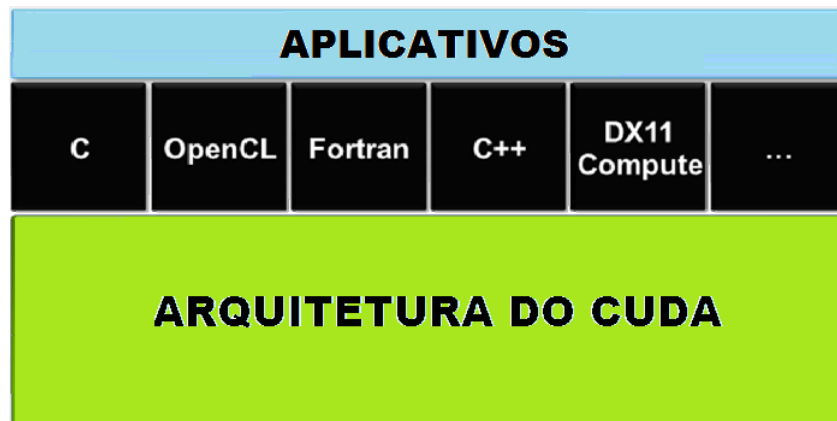 APLICATIVOS
C
OpenCL
Fortran
C++
DX11
Compute
...
ARQUITETURA DO CUDA